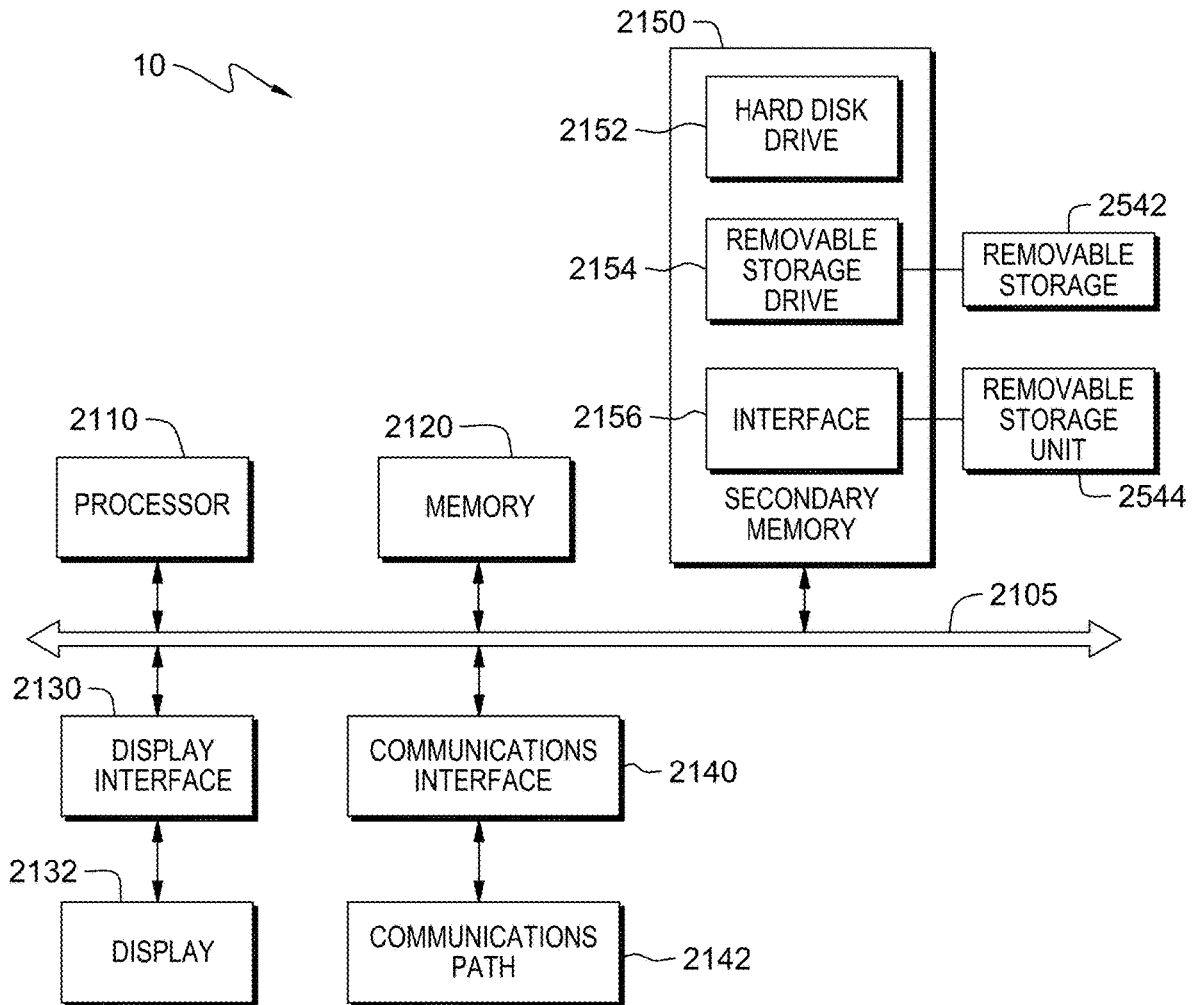 10
2150
2152
HARD DISK
DRIVE
2154
REMOVABLE
STORAGE
DRIVE
2542
REMOVABLE
STORAGE
2156
INTERFACE
REMOVABLE
STORAGE
UNIT
2544
SECONDARY
MEMORY
2110
PROCESSOR
2120
MEMORY
2105
2130
DISPLAY
INTERFACE
COMMUNICATIONS
INTERFACE
2140
2132
DISPLAY
COMMUNICATIONS
PATH
2142